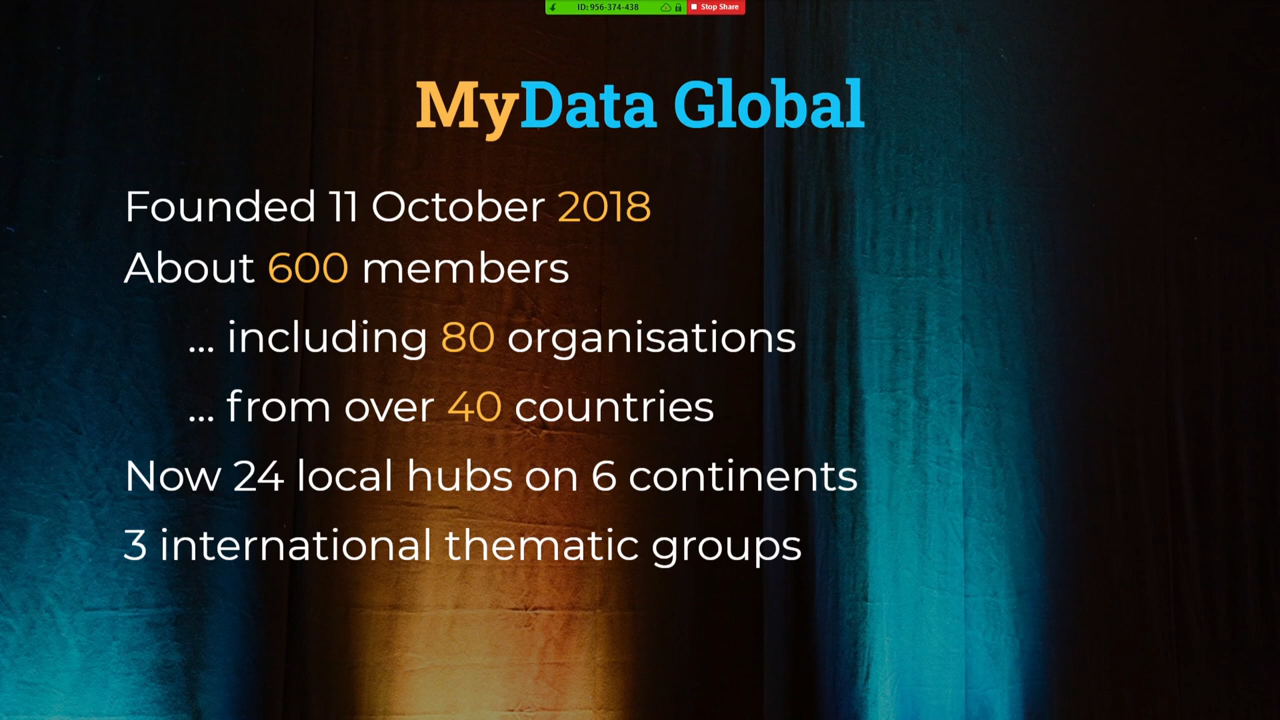 ID: 956-374-438 Stop Share
MyData Global
Founded 11 October 2018
About 600 members
... including 80 organisations
... from over 40 countries
Now 24 local hubs on 6 continents
3 international thematic groups